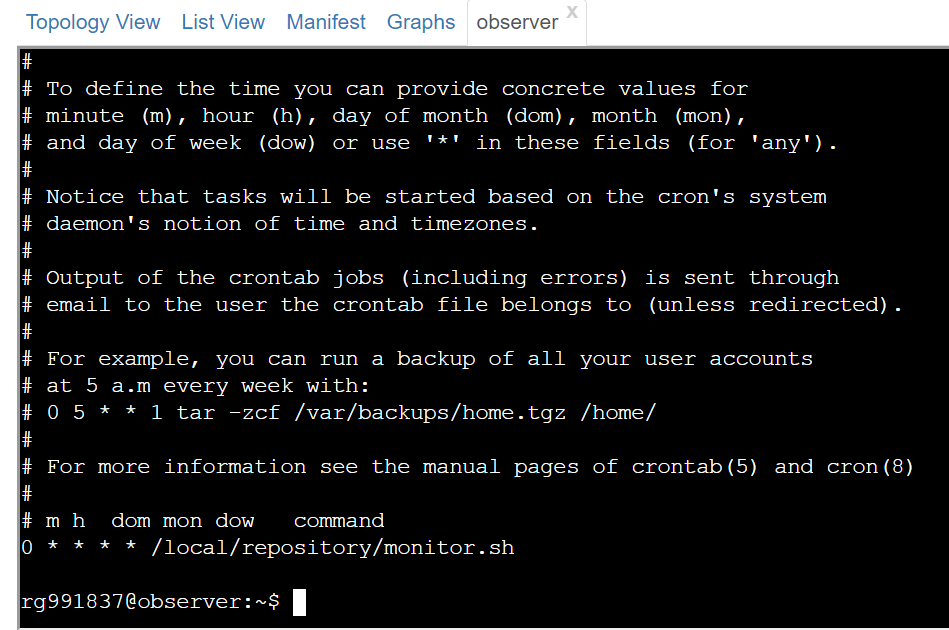 Topology View List View Manifest Graphs observer x
#
# To define the time you can provide concrete values for
# minute (m), hour (h), day of month (dom), month (mon),
# and day of week (dow) or use '*' in these fields (for 'any').
#
# Notice that tasks will be started based on the cron's system
# daemon's notion of time and timezones.
#
# Output of the crontab jobs (including errors) is sent through
# email to the user the crontab file belongs to (unless redirected).
#
# For example, you can run a backup of all your user accounts
# at 5 a.m every week with:
# 0 5 * * 1 tar -zcf /var/backups/home.tgz /home/
#
# For more information see the manual pages of crontab(5) and cron(8)
#
# m h  dom mon dow   command
0 * * * * /local/repository/monitor.sh
rg991837@observer:~$